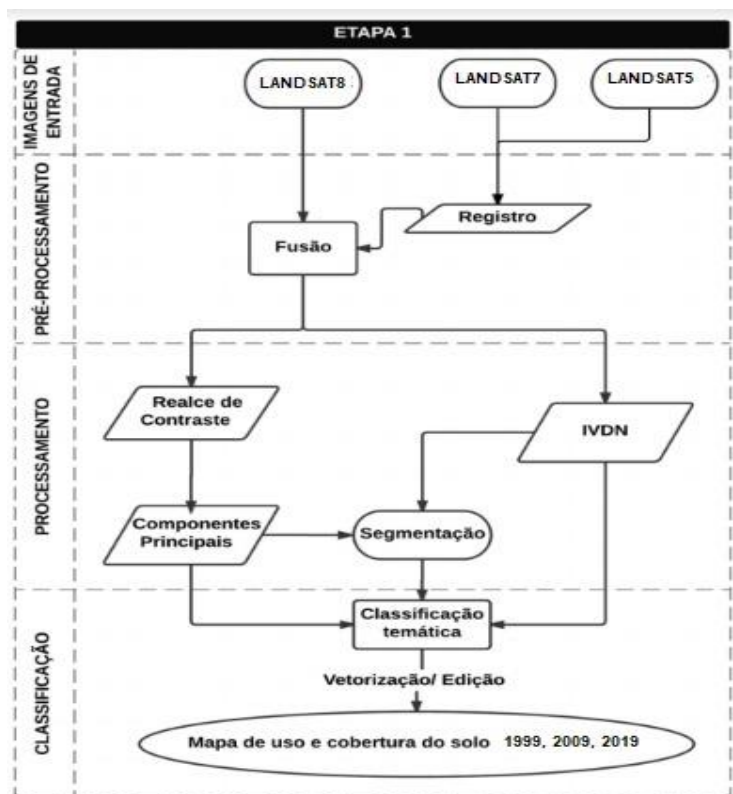 ETAPA 1
IMAGENS DE
ENTRADA
LANDSAT8
LANDSAT7
LANDSAT5
PRÉ-PROCESSAMENTO
Registro
Fusão
PROCESSAMENTO
Realce de
Contraste
IVDN
Componentes
Principais
Segmentação
CLASSIFICAÇÃO
Classificação
temática
Vetorização/ Edição
Mapa de uso e cobertura do solo 1999, 2009, 2019